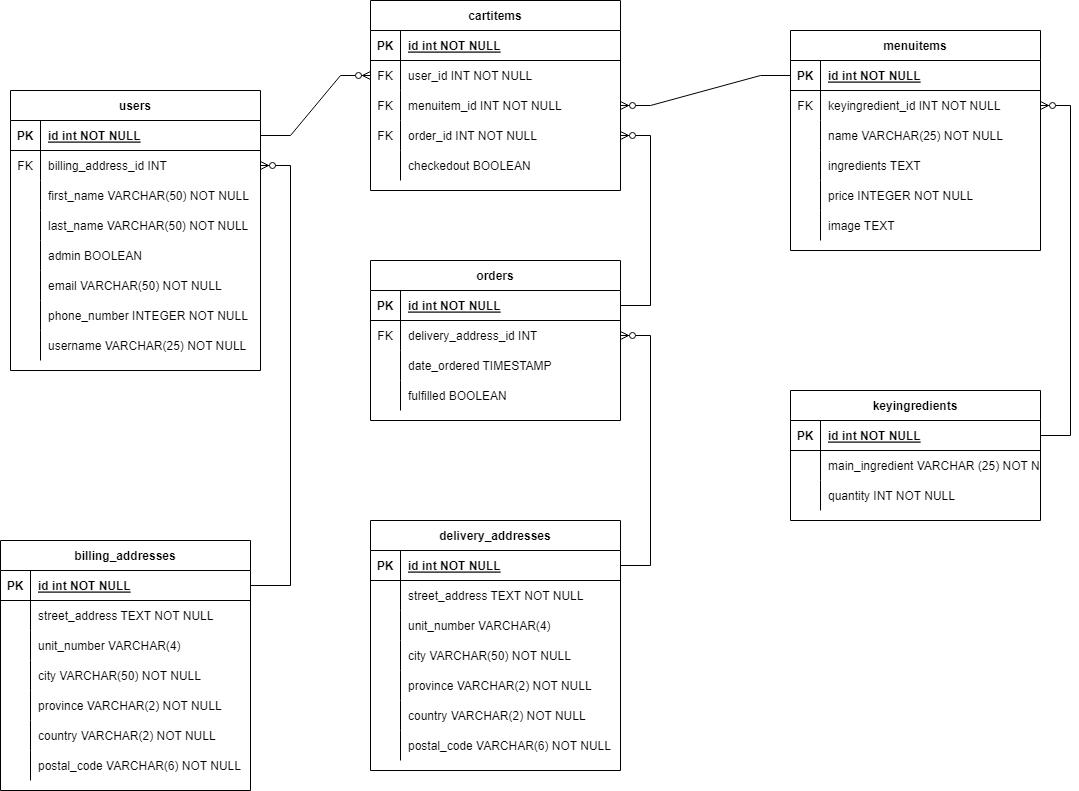 cartitems
PK id int NOT NULL
FK user_id INT NOT NULL
FK menuitem_id INT NOT NULL
FK order_id INT NOT NULL
checkedout BOOLEAN
menuitems
PK id int NOT NULL
FK keyingredient_id INT NOT NULL
name VARCHAR(25) NOT NULL
ingredients TEXT
price INTEGER NOT NULL
image TEXT
users
PK id int NOT NULL
FK billing_address_id INT
first_name VARCHAR(50) NOT NULL
last_name VARCHAR(50) NOT NULL
admin BOOLEAN
email VARCHAR(50) NOT NULL
phone_number INTEGER NOT NULL
username VARCHAR(25) NOT NULL
orders
PK id int NOT NULL
FK delivery_address_id INT
date_ordered TIMESTAMP
fulfilled BOOLEAN
keyingredients
PK id int NOT NULL
main_ingredient VARCHAR (25) NOT N
quantity INT NOT NULL
billing_addresses
PK id int NOT NULL
street_address TEXT NOT NULL
unit_number VARCHAR(4)
city VARCHAR(50) NOT NULL
province VARCHAR(2) NOT NULL
country VARCHAR(2) NOT NULL
postal_code VARCHAR(6) NOT NULL
delivery_addresses
PK id int NOT NULL
street_address TEXT NOT NULL
unit_number VARCHAR(4)
city VARCHAR(50) NOT NULL
province VARCHAR(2) NOT NULL
country VARCHAR(2) NOT NULL
postal_code VARCHAR(6) NOT NULL